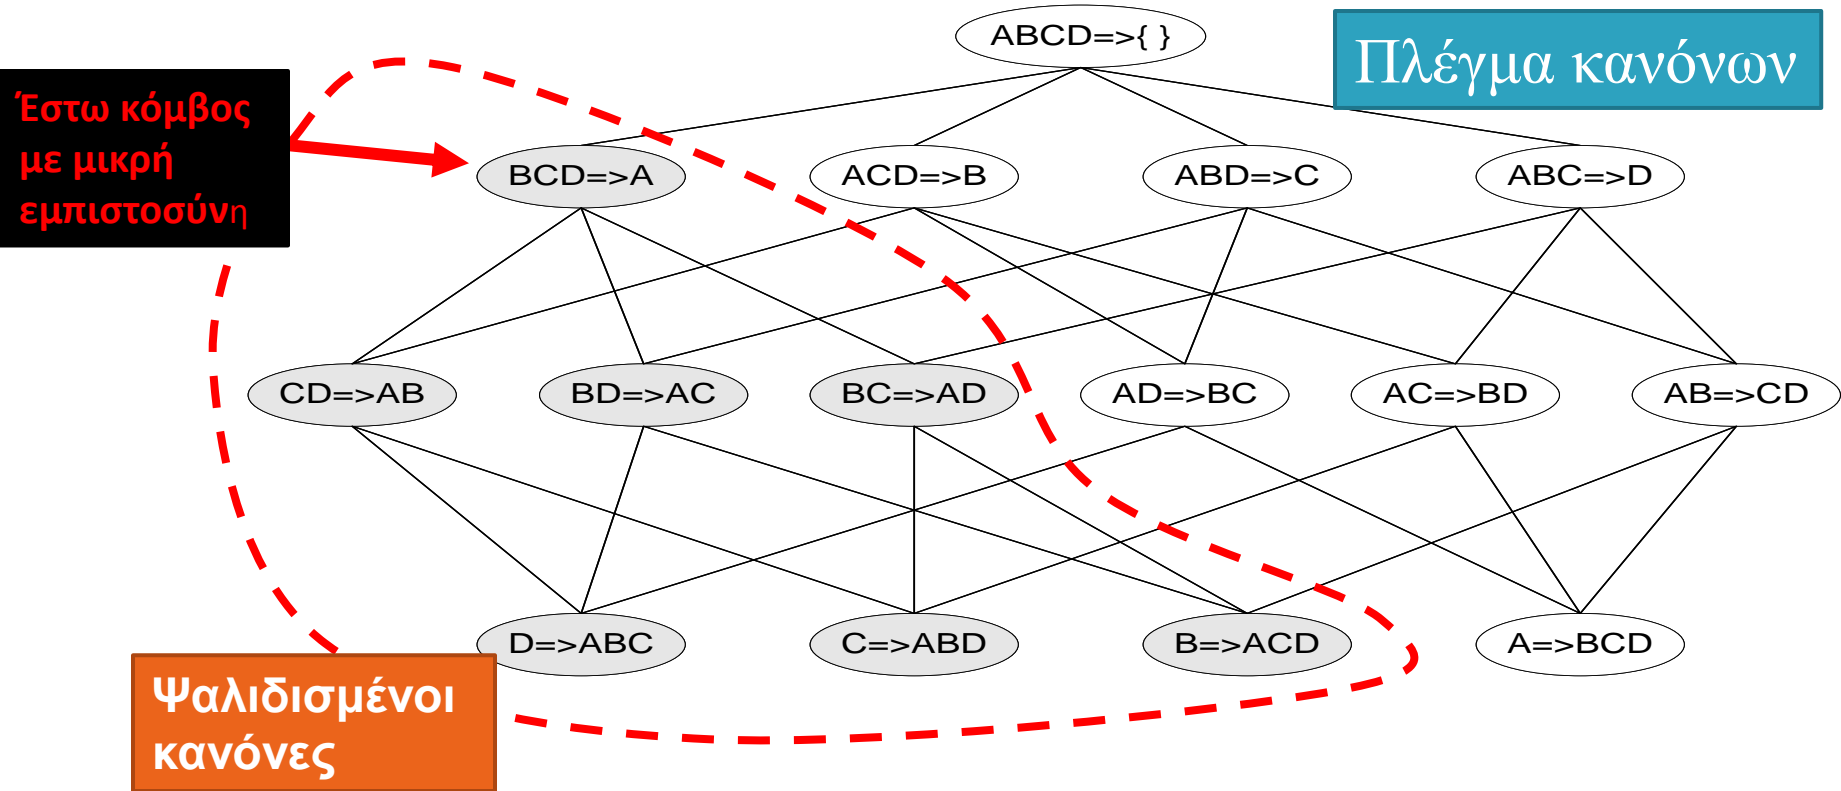 ABCD=>{ }
Πλέγμα κανόνων
Έστω κόμβος
με μικρή
εμπιστοσύνη
BCD=>A
ACD=>B
ABD=>C
ABC=>D
CD=>AB
BD=>AC
BC=>AD
AD=>BC
AC=>BD
AB=>CD
D=>ABC
C=>ABD
B=>ACD
A=>BCD
Ψαλιδισμένοι
κανόνες